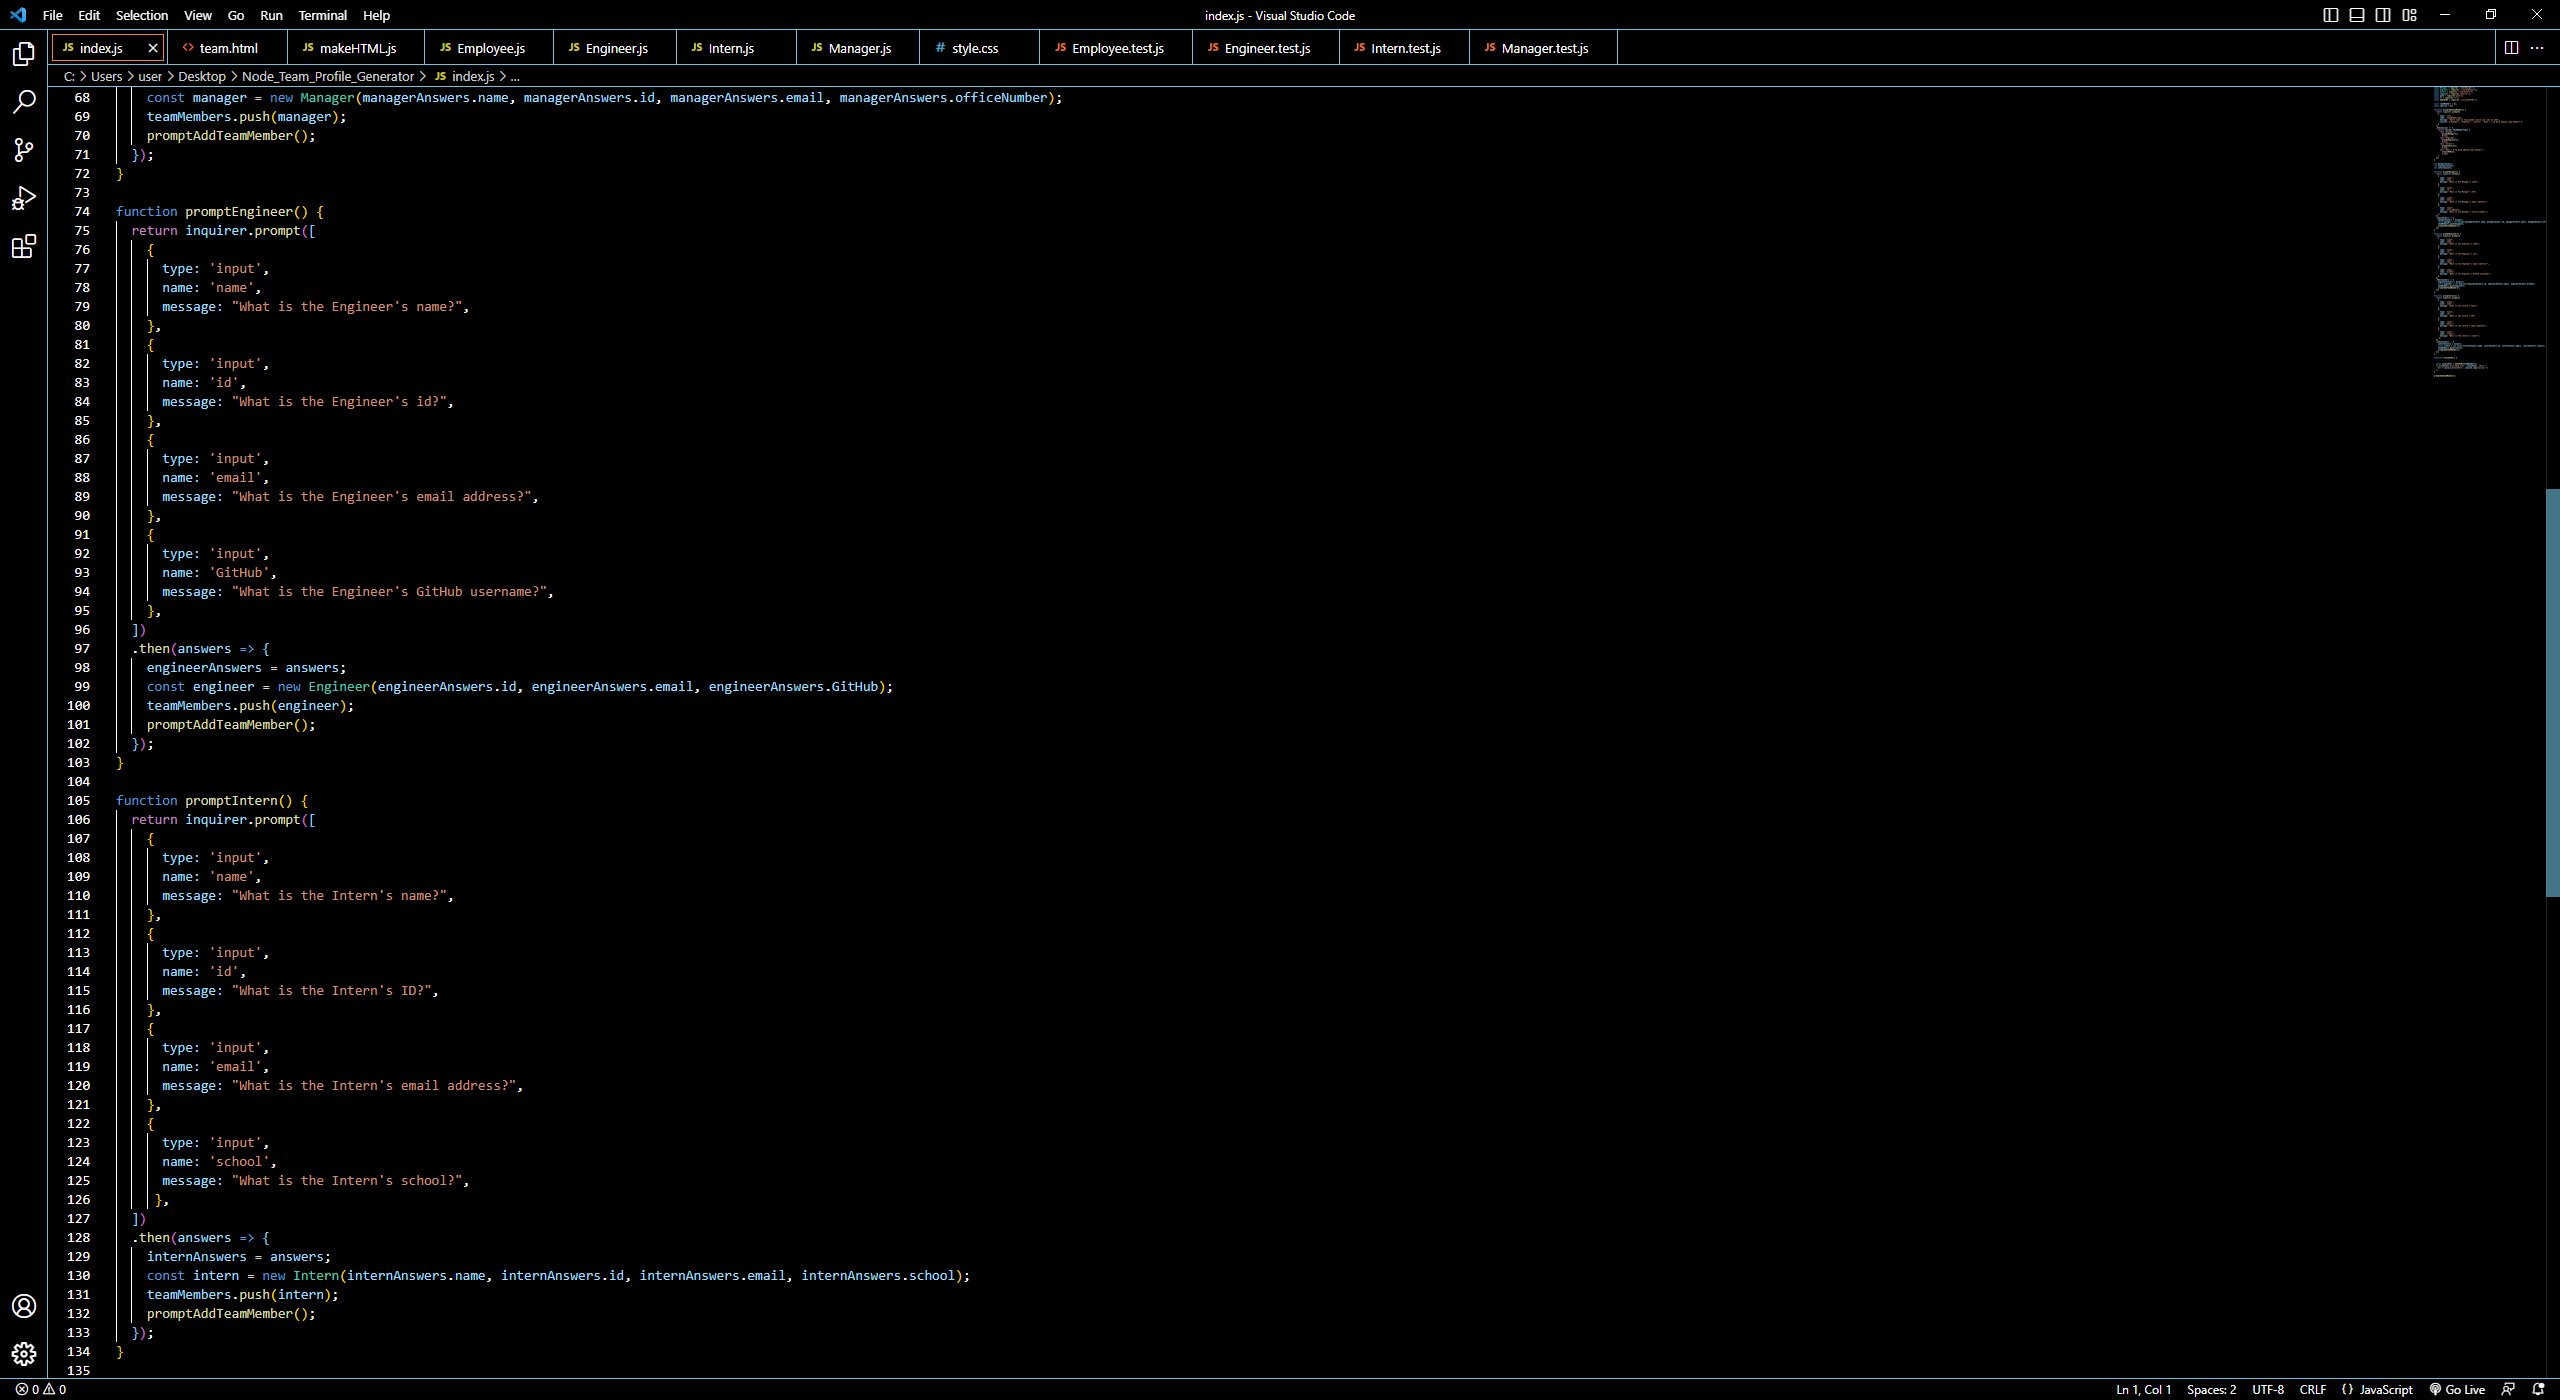 File Edit Selection View Go Run Terminal Help index.js - Visual Studio Code
JS index.js team.html JS makeHTML.js JS Employee.js JS Engineer.js JS Intern.js JS Manager.js # style.css JS Employee.test.js JS Engineer.test.js JS Intern.test.js JS Manager.test.js
C: > Users > user > Desktop > Node_Team_Profile_Generator > JS index.js > ...
68 const manager = new Manager(managerAnswers.name, managerAnswers.id, managerAnswers.email, managerAnswers.officeNumber);
69 teamMembers.push(manager);
70 promptAddTeamMember();
71 });
72 }
73
74 function promptEngineer() {
75 return inquirer.prompt([
76 {
77 type: 'input',
78 name: 'name',
79 message: "What is the Engineer's name?",
80 },
81 {
82 type: 'input',
83 name: 'id',
84 message: "What is the Engineer's id?",
85 },
86 {
87 type: 'input',
88 name: 'email',
89 message: "What is the Engineer's email address?",
90 },
91 {
92 type: 'input',
93 name: 'GitHub',
94 message: "What is the Engineer's GitHub username?",
95 },
96 ])
97 .then(answers => {
98 engineerAnswers = answers;
99 const engineer = new Engineer(engineerAnswers.id, engineerAnswers.email, engineerAnswers.GitHub);
100 teamMembers.push(engineer);
101 promptAddTeamMember();
102 });
103 }
104
105 function promptIntern() {
106 return inquirer.prompt([
107 {
108 type: 'input',
109 name: 'name',
110 message: "What is the Intern's name?",
111 },
112 {
113 type: 'input',
114 name: 'id',
115 message: "What is the Intern's ID?",
116 },
117 {
118 type: 'input',
119 name: 'email',
120 message: "What is the Intern's email address?",
121 },
122 {
123 type: 'input',
124 name: 'school',
125 message: "What is the Intern's school?",
126 },
127 ])
128 .then(answers => {
129 internAnswers = answers;
130 const intern = new Intern(internAnswers.name, internAnswers.id, internAnswers.email, internAnswers.school);
131 teamMembers.push(intern);
132 promptAddTeamMember();
133 });
134 }
135
0 0 Ln 1, Col 1 Spaces: 2 UTF-8 CRLF {} JavaScript Go Live